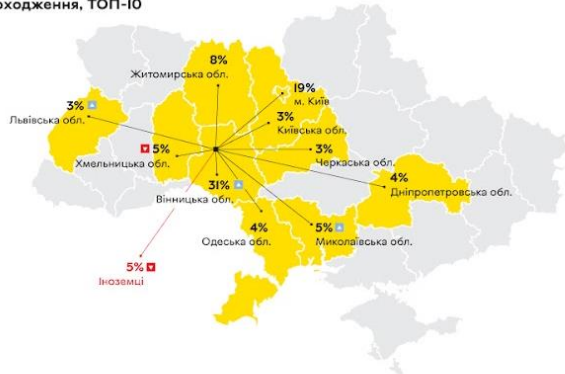 оходження, ТОП-10
8%
Житомирська обл.
19%
м. Київ
3%
Львівська обл.
3%
Київська обл.
5%
Хмельницька обл.
3%
Черкаська обл.
4%
Дніпропетровська обл.
31%
Вінницька обл.
4%
Одеська обл.
5%
Миколаївська обл.
5%
Іноземці